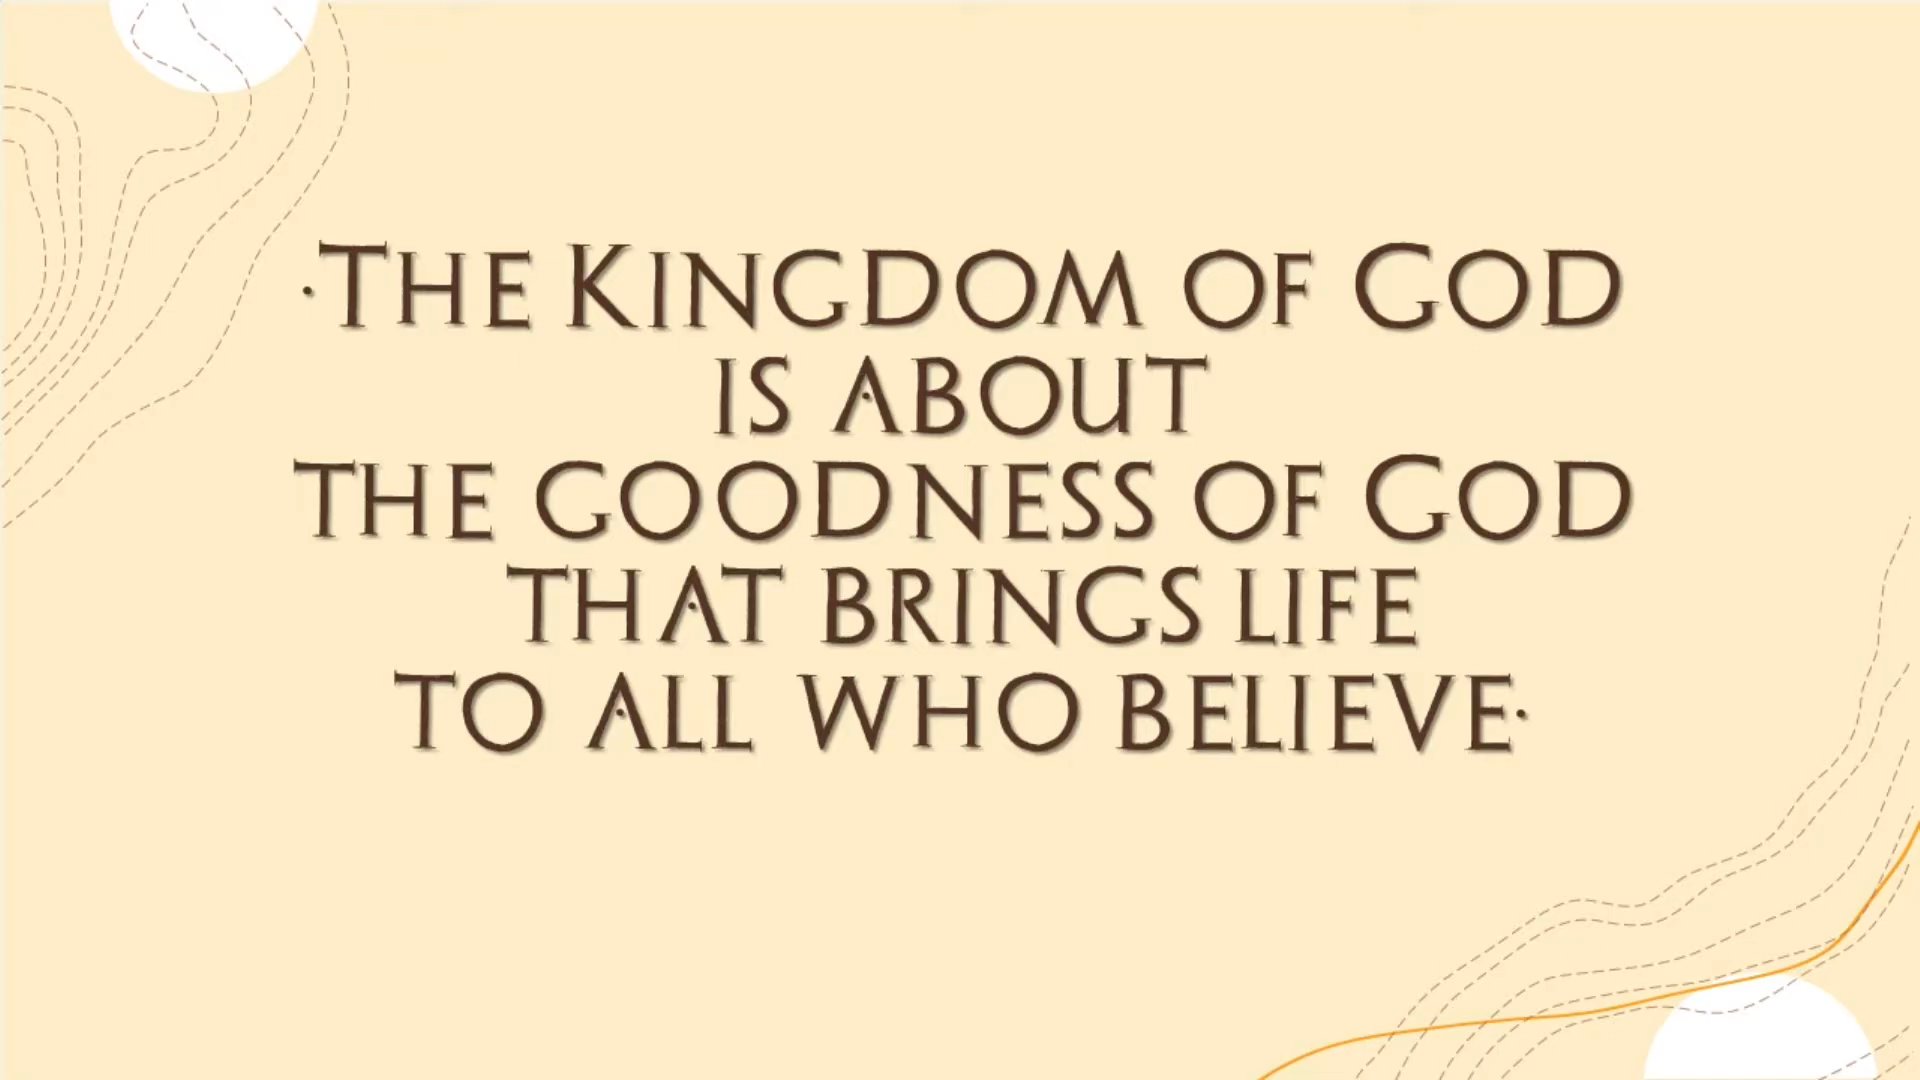 ·The Kingdom of God
is about
the goodness of God
that brings life
to all who believe·